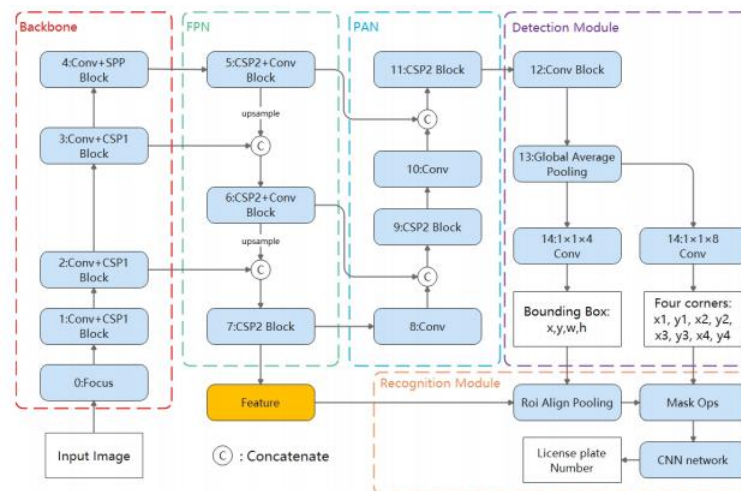 Backbone
FPN
PAN
Detection Module
4:Conv+SPP
Block
5:CSP2+Conv
Block
11:CSP2 Block
12:Conv Block
upsample
C
C
3:Conv+CSP1
Block
10:Conv
13:Global Average
Pooling
6:CSP2+Conv
Block
9:CSP2 Block
14:1×1×4
Conv
14:1×1×8
Conv
upsample
2:Conv+CSP1
Block
C
C
1:Conv+CSP1
Block
7:CSP2 Block
8:Conv
Bounding Box:
x,y,w,h
Four corners:
x1, y1, x2, y2,
x3, y3, x4, y4
0:Focus
Recognition Module
Feature
Roi Align Pooling
Mask Ops
Input Image
C : Concatenate
License plate
Number
CNN network